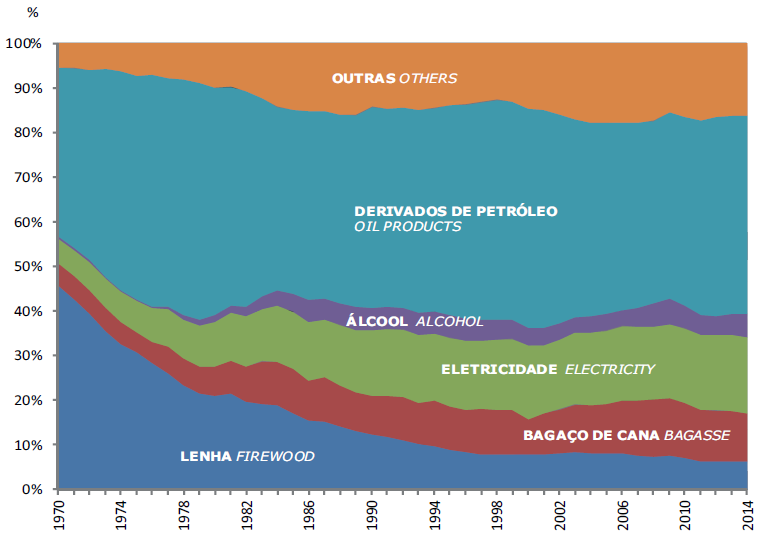 %
100%
OUTRAS OTHERS
90%
80%
70%
DERIVADOS DE PETRÓLEO
OIL PRODUCTS
60%
50%
40%
ÁLCOOL ALCOHOL
30%
ELETRICIDADE ELECTRICITY
20%
BAGAÇO DE CANA BAGASSE
10%
LENHA FIREWOOD
0%
1970 1974 1978 1982 1986 1990 1994 1998 2002 2006 2010 2014